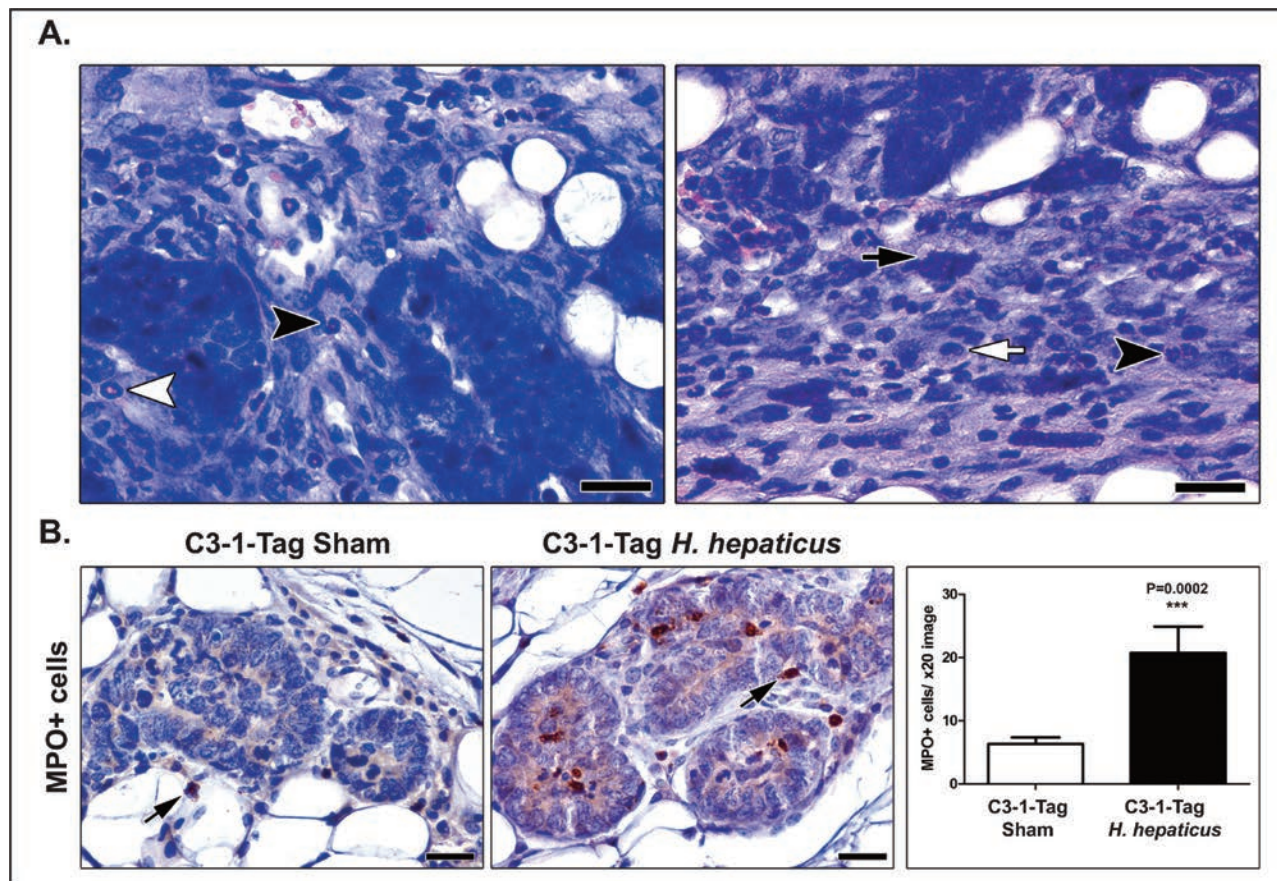 A.
B.
C3-1-Tag Sham
C3-1-Tag H. hepaticus
MPO+ cells
MPO+ cells/ x20 image
30
20
10
0
P=0.0002
***
C3-1-Tag
Sham
C3-1-Tag
H. hepaticus